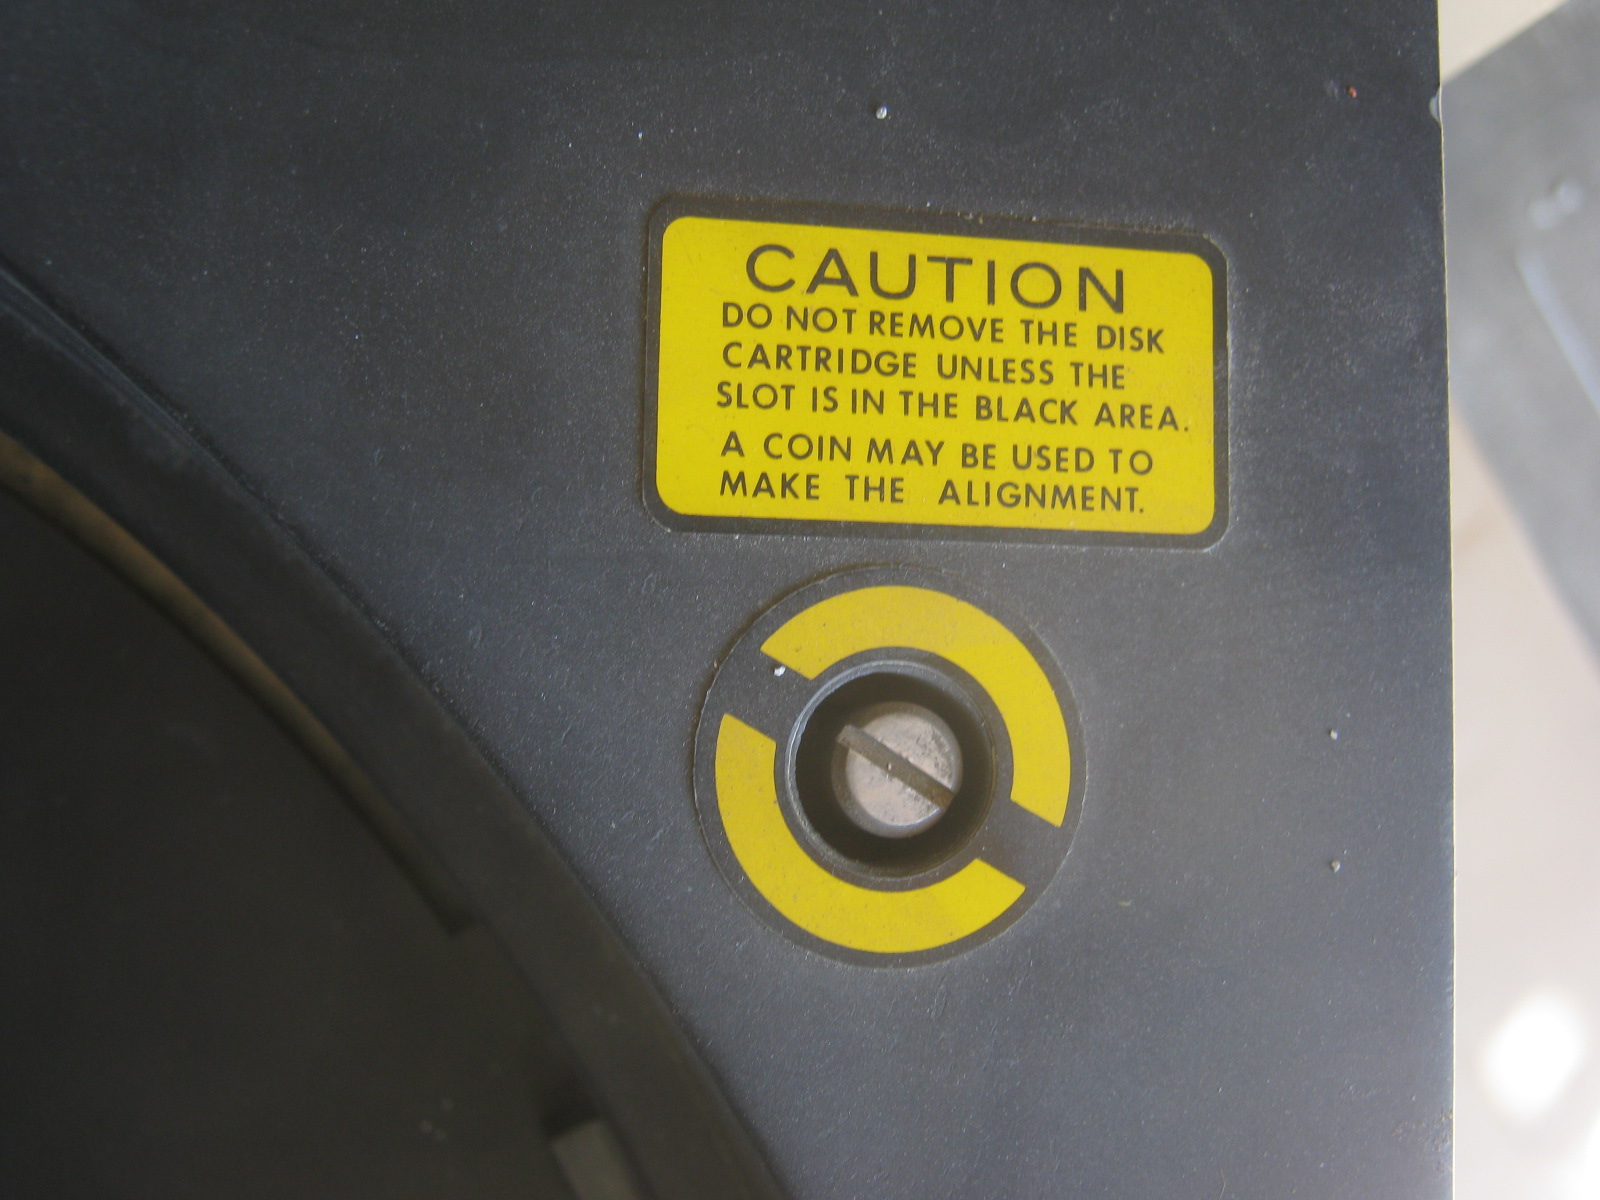 CAUTION
DO NOT REMOVE THE DISK
CARTRIDGE UNLESS THE
SLOT IS IN THE BLACK AREA.
A COIN MAY BE USED TO
MAKE THE ALIGNMENT.